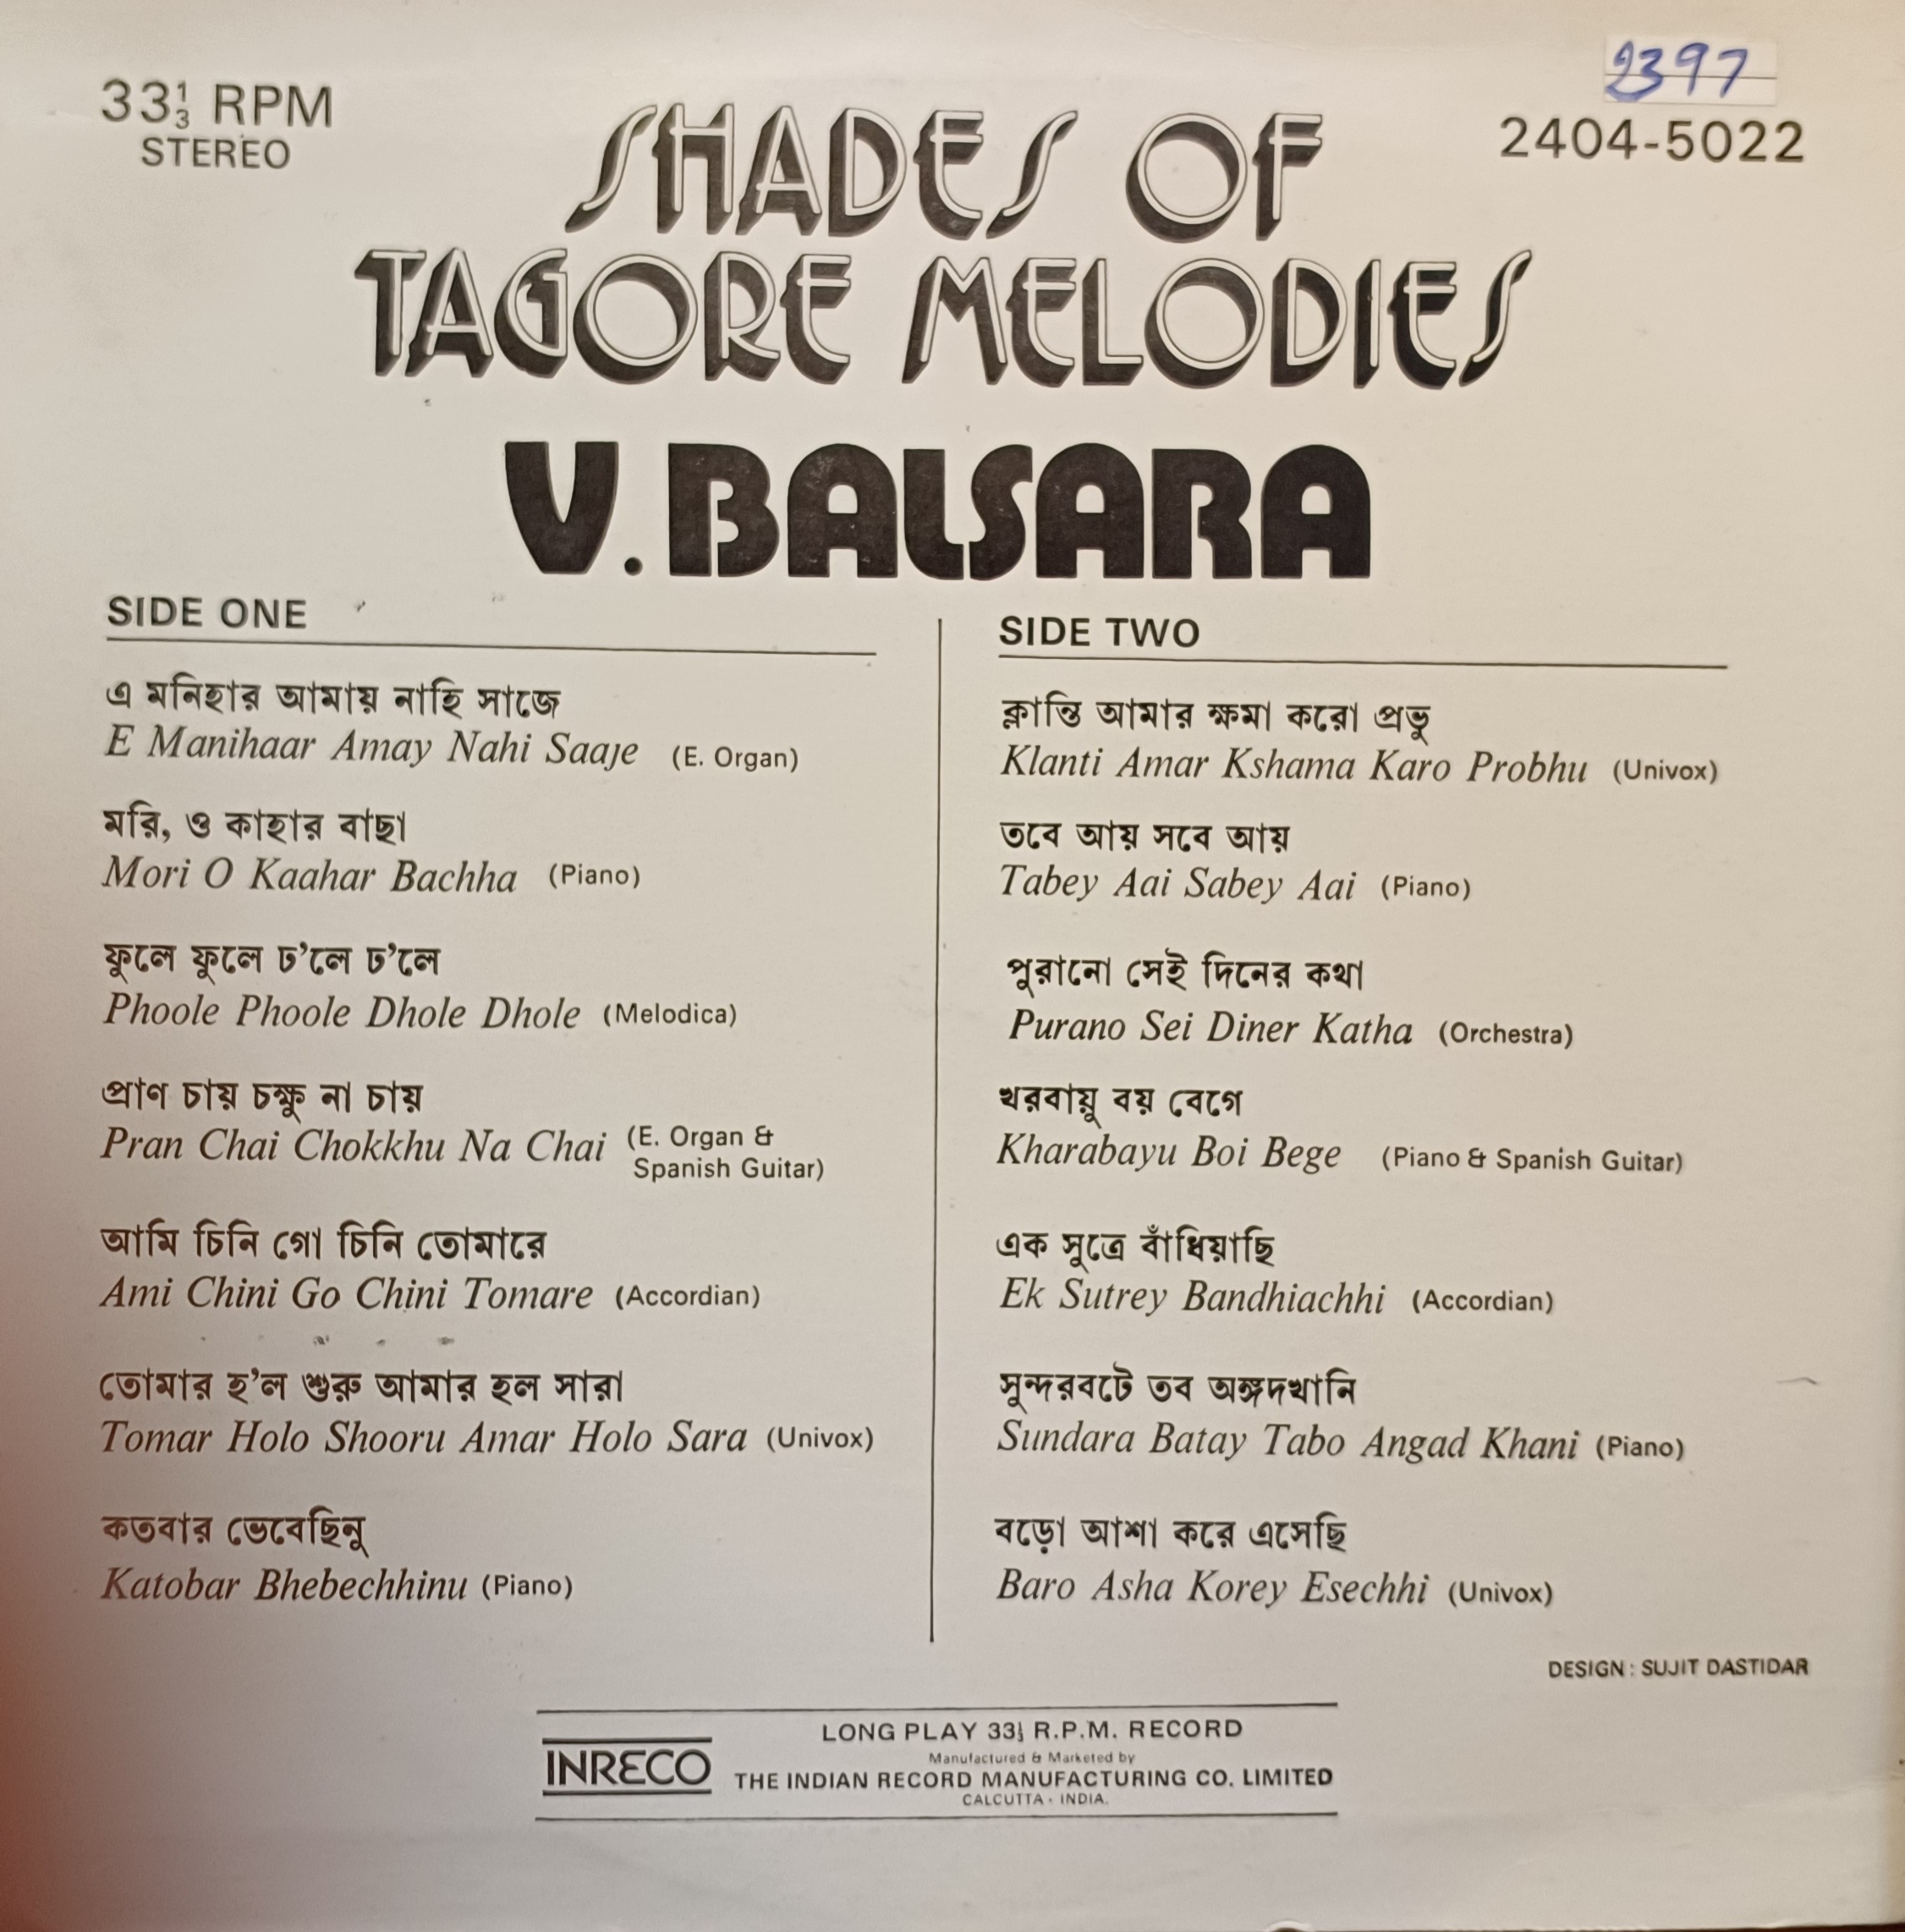 33⅓ RPM
STEREO
2397
2404-5022
SHADES OF
TAGORE MELODIES
V. BALSARA
SIDE ONE
এ মনিহার আমায় নাহি সাজে
E Manihaar Amay Nahi Saaje (E. Organ)
মরি, ও কাহার বাছা
Mori O Kaahar Bachha (Piano)
ফুলে ফুলে ঢ'লে ঢ'লে
Phoole Phoole Dhole Dhole (Melodica)
প্রাণ চায় চক্ষু না চায়
Pran Chai Chokkhu Na Chai (E. Organ &
Spanish Guitar)
আমি চিনি গো চিনি তোমারে
Ami Chini Go Chini Tomare (Accordian)
তোমার হ'ল শুরু আমার হল সারা
Tomar Holo Shooru Amar Holo Sara (Univox)
কতবার ভেবেছিনু
Katobar Bhebechhinu (Piano)
SIDE TWO
ক্লান্তি আমার ক্ষমা করো প্রভু
Klanti Amar Kshama Karo Probhu (Univox)
তবে আয় সবে আয়
Tabey Aai Sabey Aai (Piano)
পুরানো সেই দিনের কথা
Purano Sei Diner Katha (Orchestra)
খরবায়ু বয় বেগে
Kharabayu Boi Bege (Piano & Spanish Guitar)
এক সুত্রে বাঁধিয়াছি
Ek Sutrey Bandhiachhi (Accordian)
সুন্দরবটে তব অঙ্গদখানি
Sundara Batay Tabo Angad Khani (Piano)
বড়ো আশা করে এসেছি
Baro Asha Korey Esechhi (Univox)
DESIGN : SUJIT DASTIDAR
INRECO
LONG PLAY 33⅓ R.P.M. RECORD
Manufactured & Marketed by
THE INDIAN RECORD MANUFACTURING CO. LIMITED
CALCUTTA · INDIA.